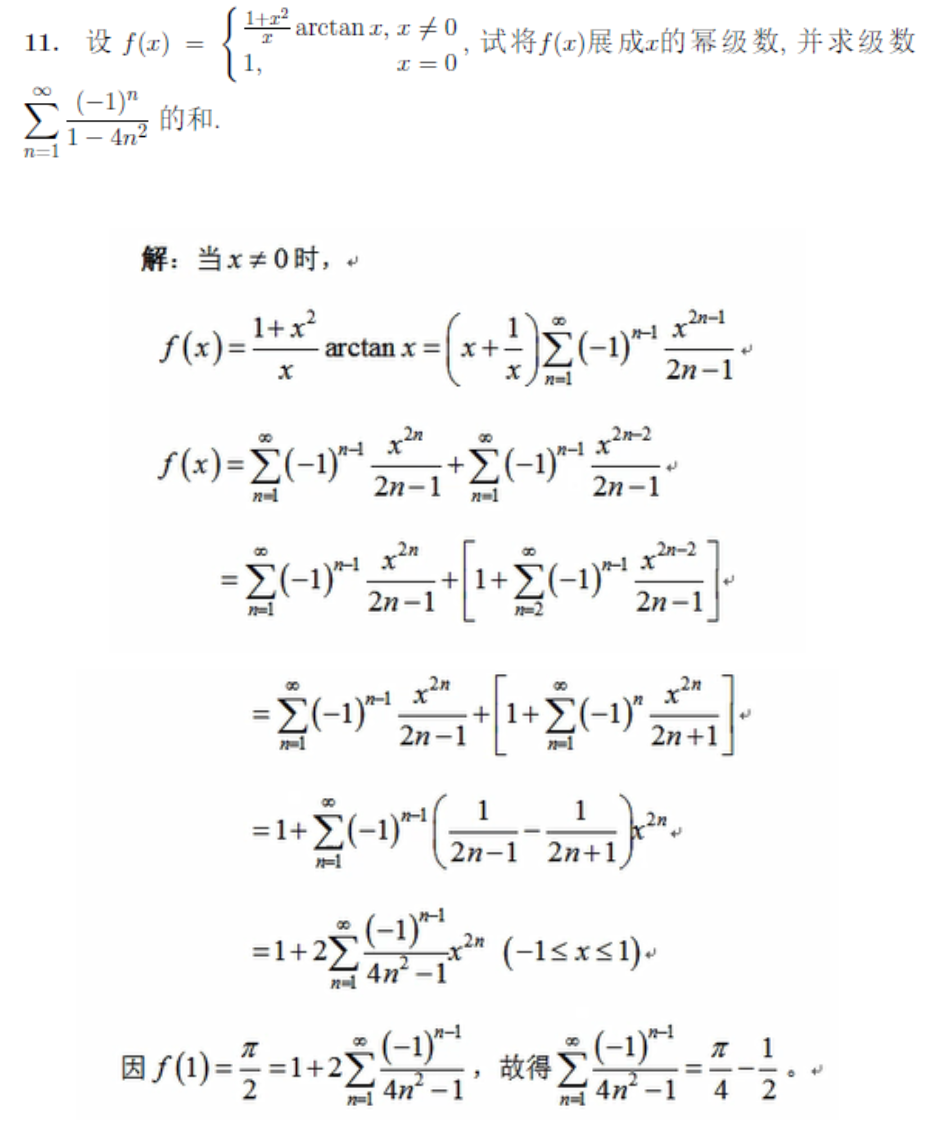 11. 设 $f(x) = \begin{cases} \frac{1+x^2}{x} \arctan x, & x \neq 0 \\ 1, & x = 0 \end{cases}$, 试将$f(x)$展成$x$的幂级数, 并求级数
$\sum_{n=1}^{\infty} \frac{(-1)^n}{1-4n^2}$ 的和.
解：当 $x \neq 0$ 时，
$f(x) = \frac{1+x^2}{x} \arctan x = \left(x + \frac{1}{x}\right) \sum_{n=1}^{\infty} (-1)^{n-1} \frac{x^{2n-1}}{2n-1}$
$f(x) = \sum_{n=1}^{\infty} (-1)^{n-1} \frac{x^{2n}}{2n-1} + \sum_{n=1}^{\infty} (-1)^{n-1} \frac{x^{2n-2}}{2n-1}$
$= \sum_{n=1}^{\infty} (-1)^{n-1} \frac{x^{2n}}{2n-1} + \left[1 + \sum_{n=2}^{\infty} (-1)^{n-1} \frac{x^{2n-2}}{2n-1}\right]$
$= \sum_{n=1}^{\infty} (-1)^{n-1} \frac{x^{2n}}{2n-1} + \left[1 + \sum_{n=1}^{\infty} (-1)^n \frac{x^{2n}}{2n+1}\right]$
$= 1 + \sum_{n=1}^{\infty} (-1)^{n-1} \left(\frac{1}{2n-1} - \frac{1}{2n+1}\right) x^{2n}$
$= 1 + 2\sum_{n=1}^{\infty} \frac{(-1)^{n-1}}{4n^2-1} x^{2n} \ (-1 \leq x \leq 1)$
因 $f(1) = \frac{\pi}{2} = 1 + 2\sum_{n=1}^{\infty} \frac{(-1)^{n-1}}{4n^2-1}$，故得 $\sum_{n=1}^{\infty} \frac{(-1)^{n-1}}{4n^2-1} = \frac{\pi}{4} - \frac{1}{2}$。